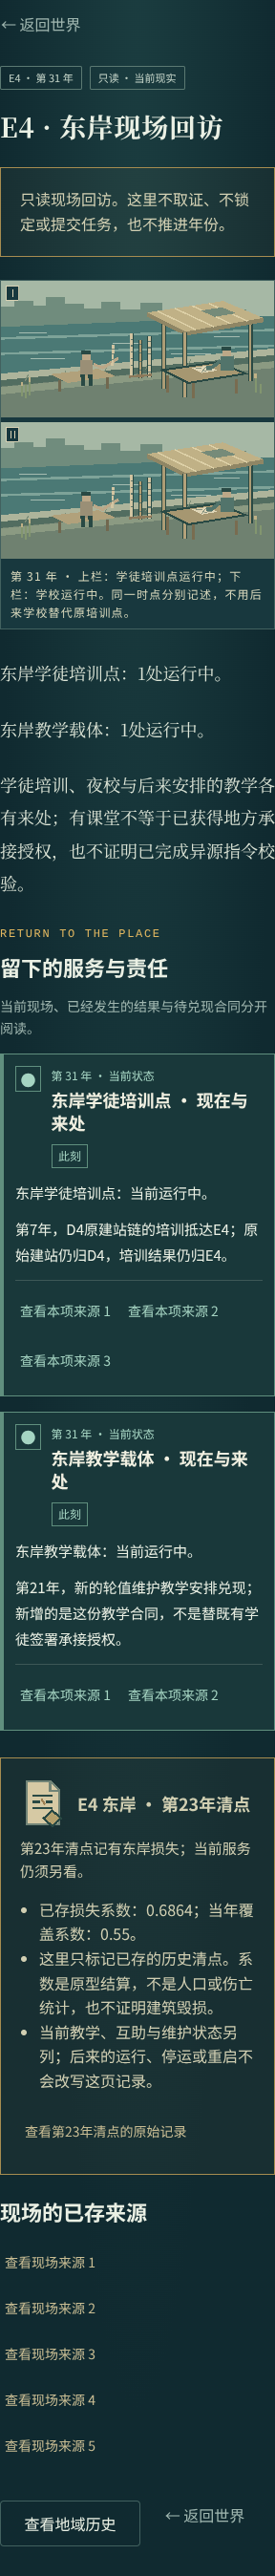 ← 返回世界
E4 · 第 31 年
只读 · 当前现实
E4 · 东岸现场回访
只读现场回访。这里不取证、不锁
定或提交任务，也不推进年份。
I
II
第 31 年 · 上栏：学徒培训点运行中；下
栏：学校运行中。同一时点分别记述，不用后
来学校替代原培训点。
东岸学徒培训点：1处运行中。
东岸教学载体：1处运行中。
学徒培训、夜校与后来安排的教学各
有来处；有课堂不等于已获得地方承
接授权，也不证明已完成异源指令校
验。
RETURN TO THE PLACE
留下的服务与责任
当前现场、已经发生的结果与待兑现合同分开
阅读。
第 31 年 · 当前状态
东岸学徒培训点 · 现在与
来处
此刻
东岸学徒培训点：当前运行中。
第7年，D4原建站链的培训抵达E4；原
始建站仍归D4，培训结果仍归E4。
查看本项来源 1
查看本项来源 2
查看本项来源 3
第 31 年 · 当前状态
东岸教学载体 · 现在与来
处
此刻
东岸教学载体：当前运行中。
第21年，新的轮值维护教学安排兑现；
新增的是这份教学合同，不是替既有学
徒签署承接授权。
查看本项来源 1
查看本项来源 2
E4 东岸 · 第23年清点
第23年清点记有东岸损失；当前服务
仍须另看。
• 已存损失系数：0.6864；当年覆
盖系数：0.55。
• 这里只标记已存的历史清点。系
数是原型结算，不是人口或伤亡
统计，也不证明建筑毁损。
• 当前教学、互助与维护状态另
列；后来的运行、停运或重启不
会改写这页记录。
查看第23年清点的原始记录
现场的已存来源
查看现场来源 1
查看现场来源 2
查看现场来源 3
查看现场来源 4
查看现场来源 5
查看地域历史
← 返回世界